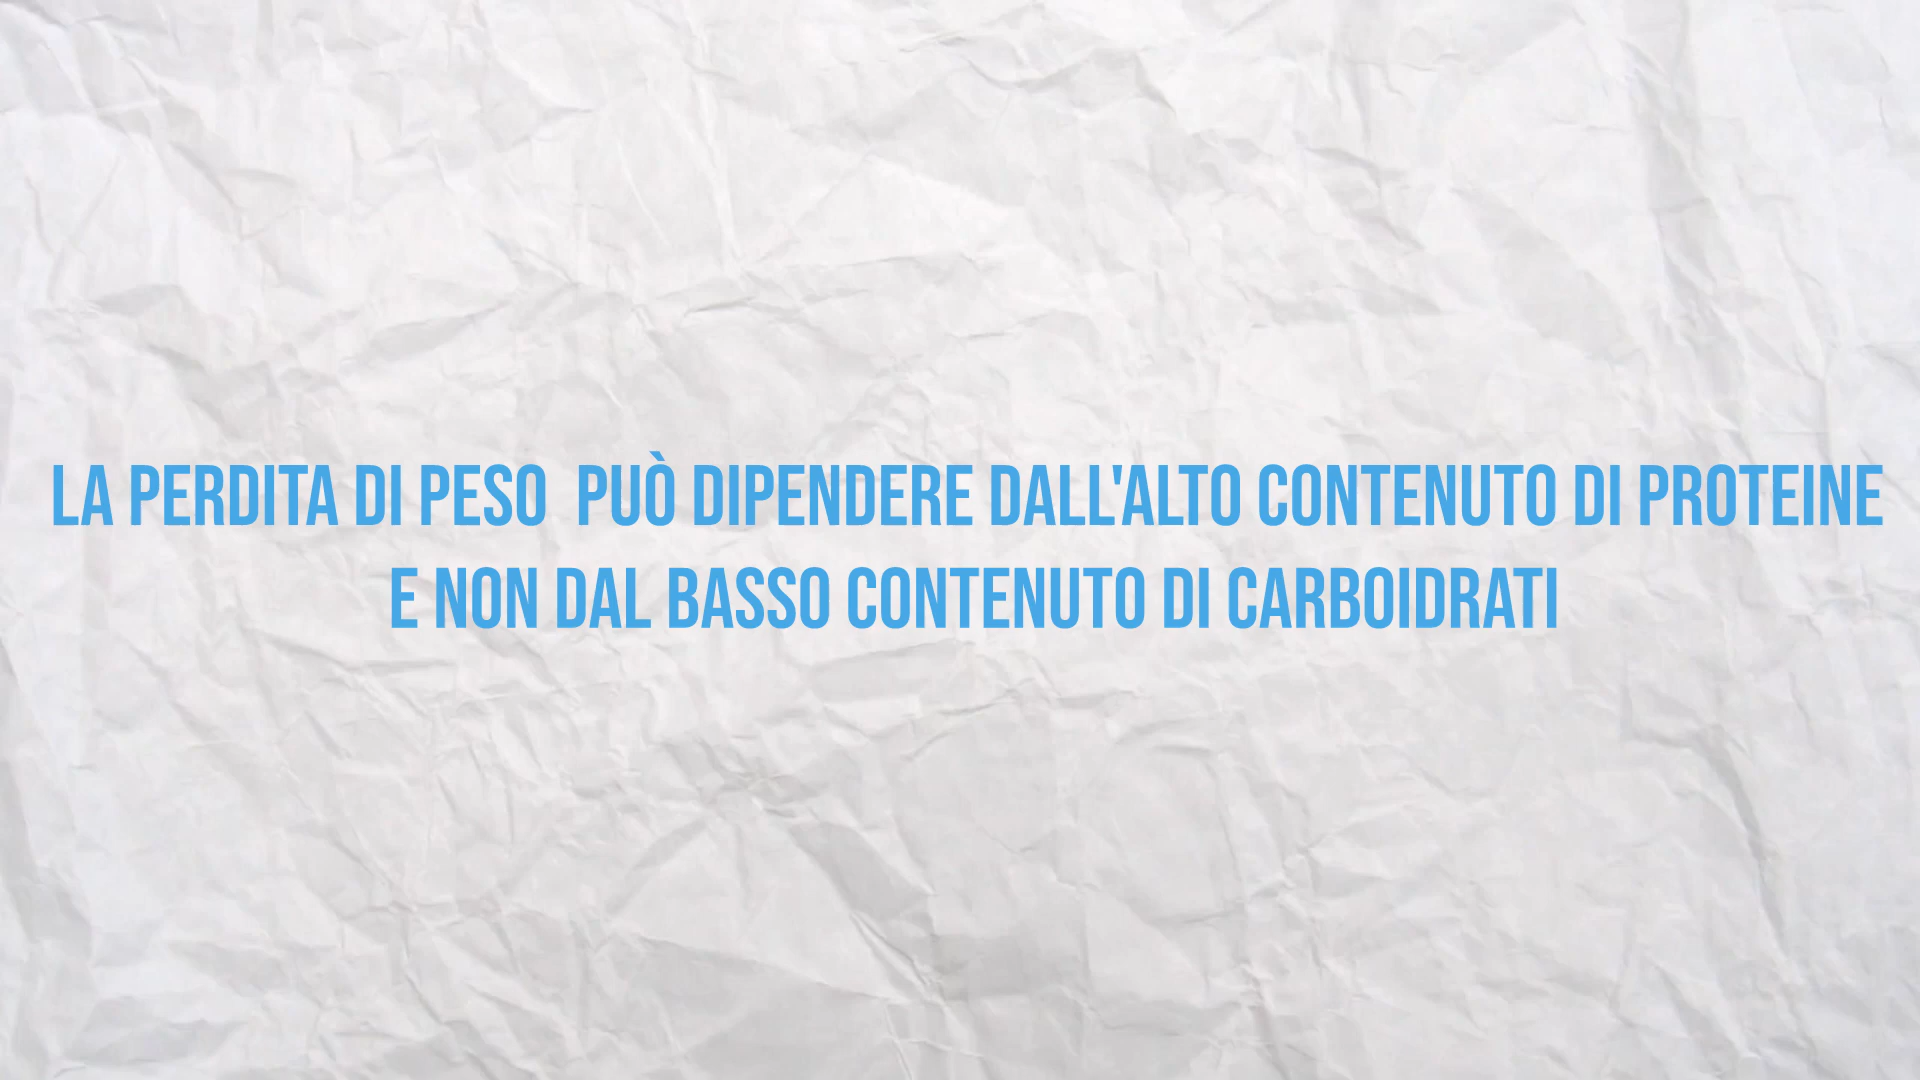 LA PERDITA DI PESO  PUÒ DIPENDERE DALL'ALTO CONTENUTO DI PROTEINE
E NON DAL BASSO CONTENUTO DI CARBOIDRATI